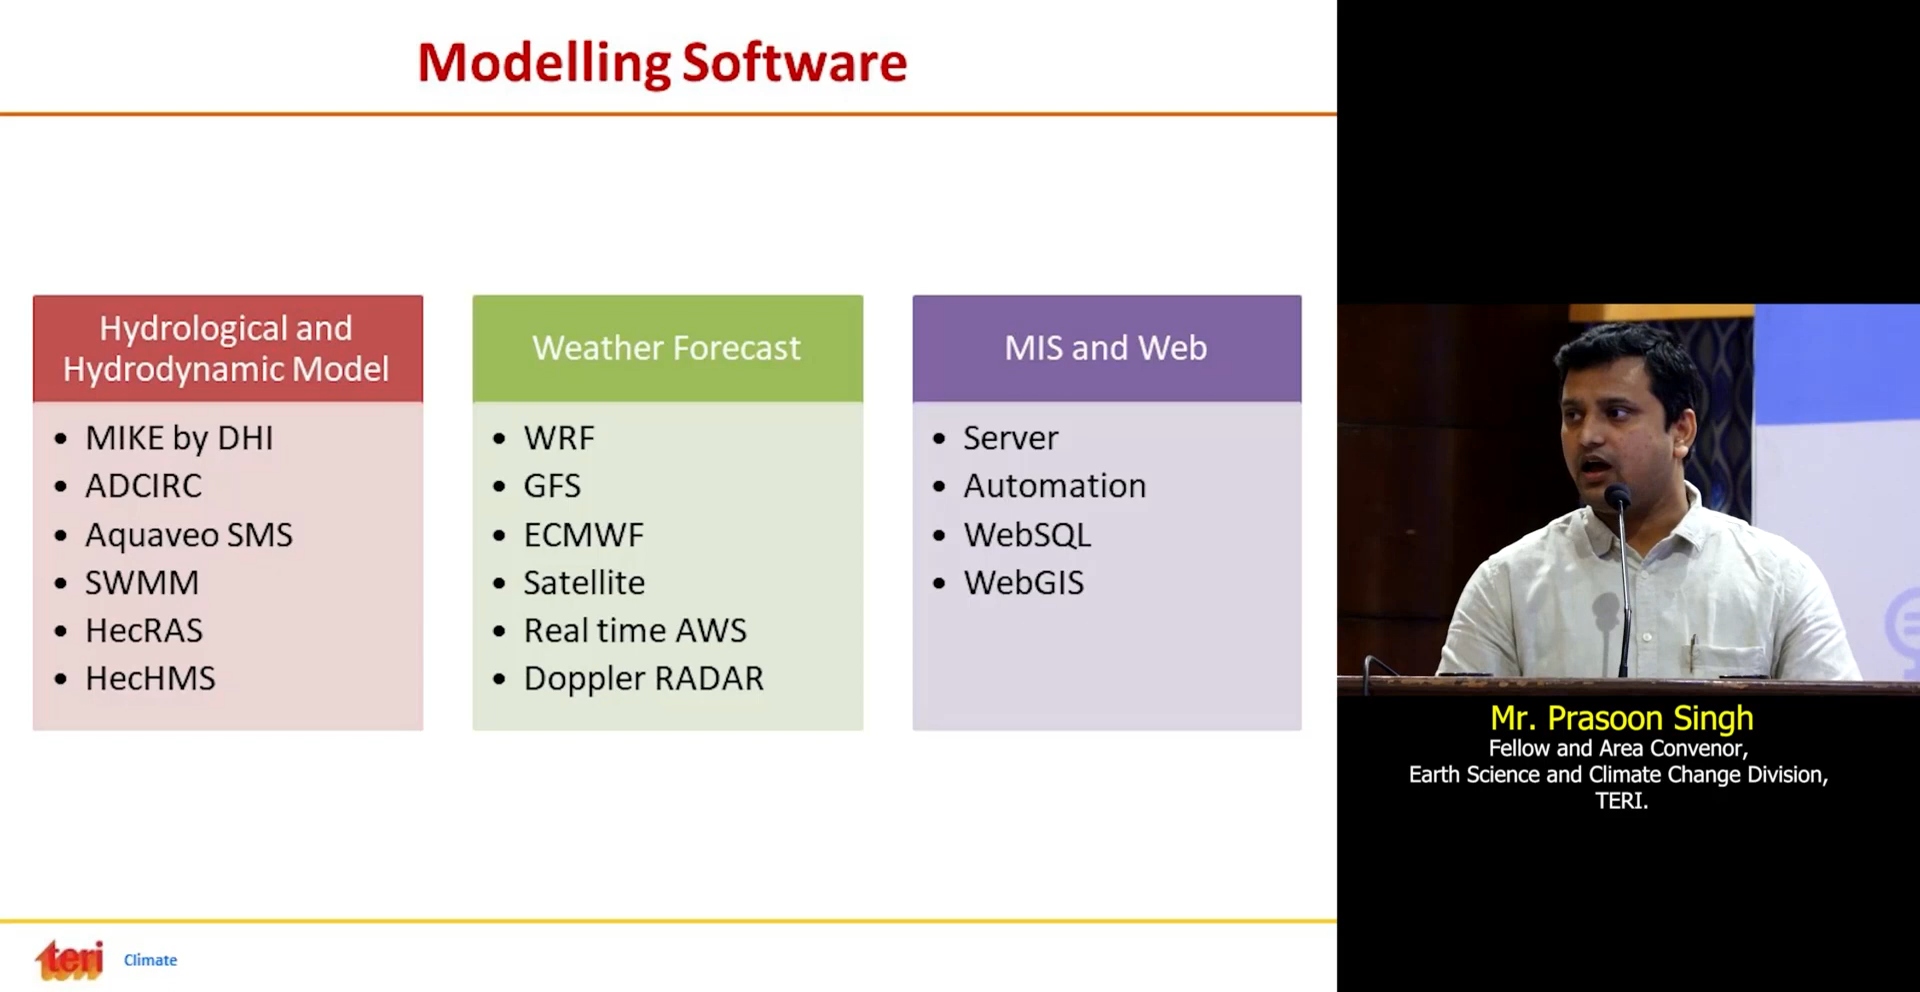 Modelling Software
Hydrological and
Hydrodynamic Model
• MIKE by DHI
• ADCIRC
• Aquaveo SMS
• SWMM
• HecRAS
• HecHMS
Weather Forecast
• WRF
• GFS
• ECMWF
• Satellite
• Real time AWS
• Doppler RADAR
MIS and Web
• Server
• Automation
• WebSQL
• WebGIS
Mr. Prasoon Singh
Fellow and Area Convenor,
Earth Science and Climate Change Division,
TERI.
teri
Climate